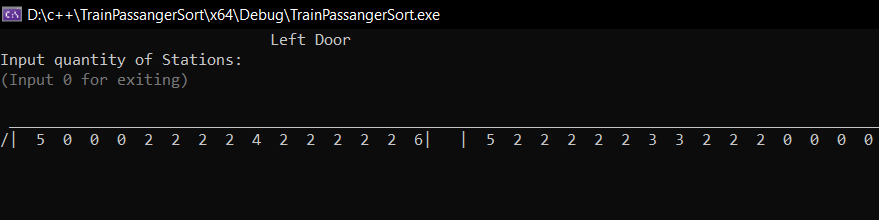 D:\c++\TrainPassangerSort\x64\Debug\TrainPassangerSort.exe
Left Door
Input quantity of Stations:
(Input 0 for exiting)
/|  5  0  0  0  2  2  2  2  4  2  2  2  2  2  6|   |  5  2  2  2  2  2  3  3  2  2  2  0  0  0  0